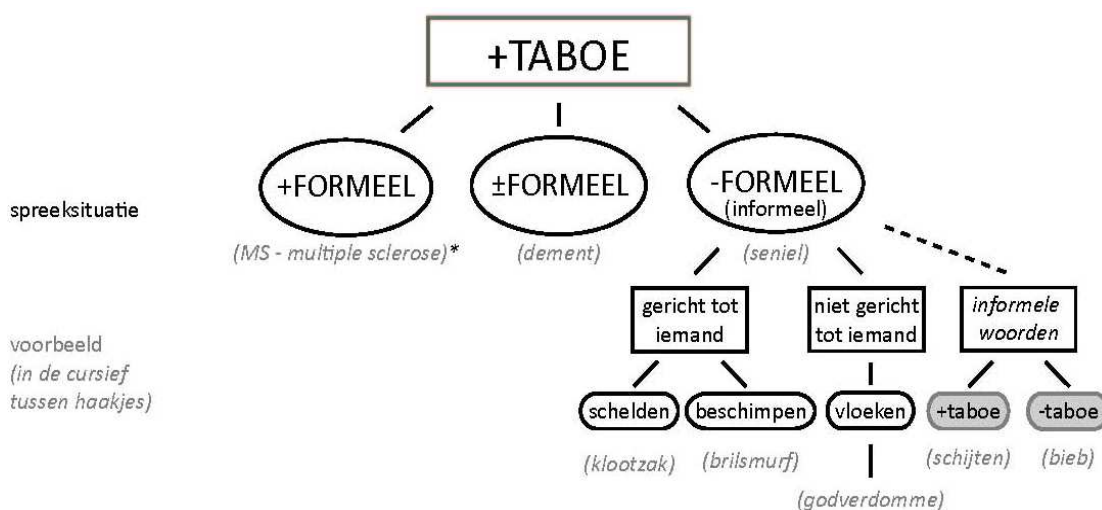 +TABOE
+FORMEEL
±FORMEEL
-FORMEEL
(informeel)
spreeksituatie
(MS - multiple sclerose)*
(dement)
(seniel)
gericht tot
iemand
niet gericht
tot iemand
informele
woorden
voorbeeld
(in de cursief
tussen haakjes)
schelden
beschimpen
vloeken
+taboe
-taboe
(klootzak)
(brilsmurf)
(schijten)
(bieb)
(godverdomme)